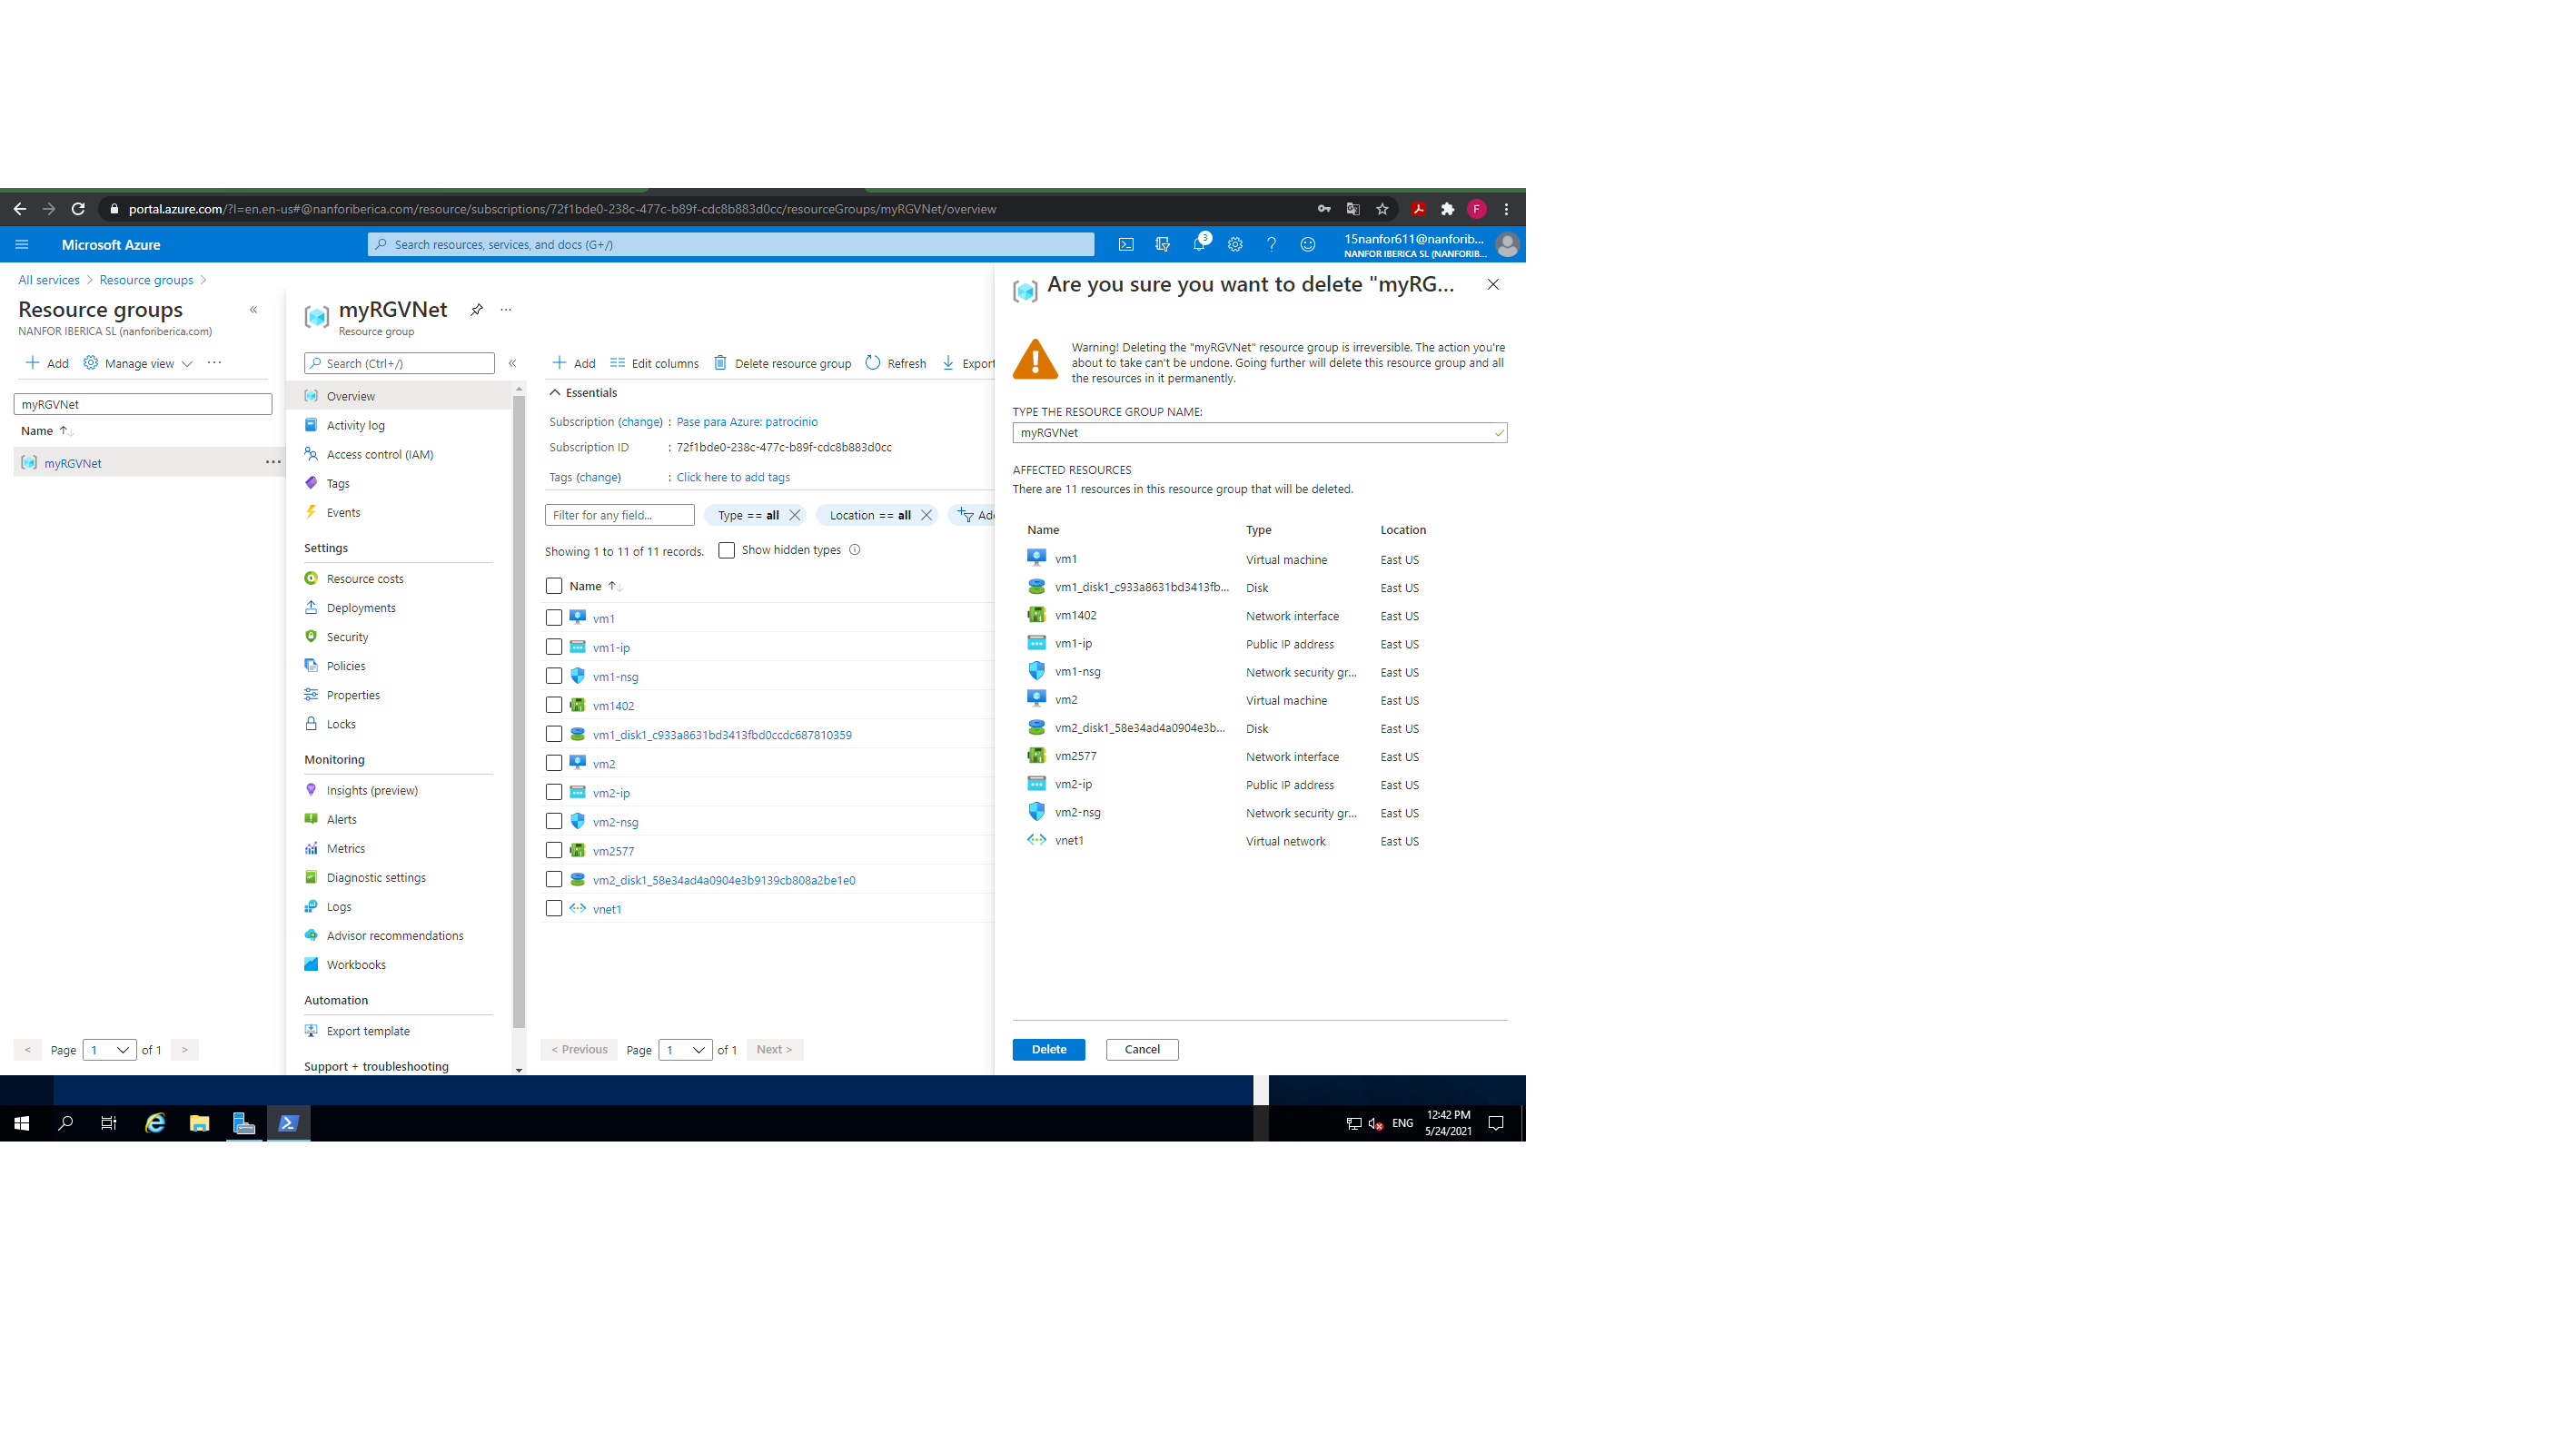 portal.azure.com/?l=en.en-us#@nanforiberica.com/resource/subscriptions/72f1bde0-238c-477c-b89f-cdc8b883d0cc/resourceGroups/myRGVNet/overview
F
Microsoft Azure
Search resources, services, and docs (G+/)
3
15nanfor611@nanforib...
NANFOR IBERICA SL (NANFORIB...
All services > Resource groups >
Resource groups «
NANFOR IBERICA SL (nanforiberica.com)
+ Add Manage view ...
myRGVNet
Name
myRGVNet ...
< Page 1 of 1 >
myRGVNet ...
Resource group
Search (Ctrl+/) «
Overview
Activity log
Access control (IAM)
Tags
Events
Settings
Resource costs
Deployments
Security
Policies
Properties
Locks
Monitoring
Insights (preview)
Alerts
Metrics
Diagnostic settings
Logs
Advisor recommendations
Workbooks
Automation
Export template
Support + troubleshooting
+ Add Edit columns Delete resource group Refresh Export
Essentials
Subscription (change) : Pase para Azure: patrocinio
Subscription ID : 72f1bde0-238c-477c-b89f-cdc8b883d0cc
Tags (change) : Click here to add tags
Filter for any field... Type == all Location == all Add
Showing 1 to 11 of 11 records. Show hidden types
Name
vm1
vm1-ip
vm1-nsg
vm1402
vm1_disk1_c933a8631bd3413fbd0ccdc687810359
vm2
vm2-ip
vm2-nsg
vm2577
vm2_disk1_58e34ad4a0904e3b9139cb808a2be1e0
vnet1
< Previous Page 1 of 1 Next >
Are you sure you want to delete "myRG...
Warning! Deleting the "myRGVNet" resource group is irreversible. The action you're
about to take can't be undone. Going further will delete this resource group and all
the resources in it permanently.
TYPE THE RESOURCE GROUP NAME:
myRGVNet
AFFECTED RESOURCES
There are 11 resources in this resource group that will be deleted.
Name Type Location
vm1 Virtual machine East US
vm1_disk1_c933a8631bd3413fb... Disk East US
vm1402 Network interface East US
vm1-ip Public IP address East US
vm1-nsg Network security gr... East US
vm2 Virtual machine East US
vm2_disk1_58e34ad4a0904e3b... Disk East US
vm2577 Network interface East US
vm2-ip Public IP address East US
vm2-nsg Network security gr... East US
vnet1 Virtual network East US
Delete Cancel
ENG
12:42 PM
5/24/2021